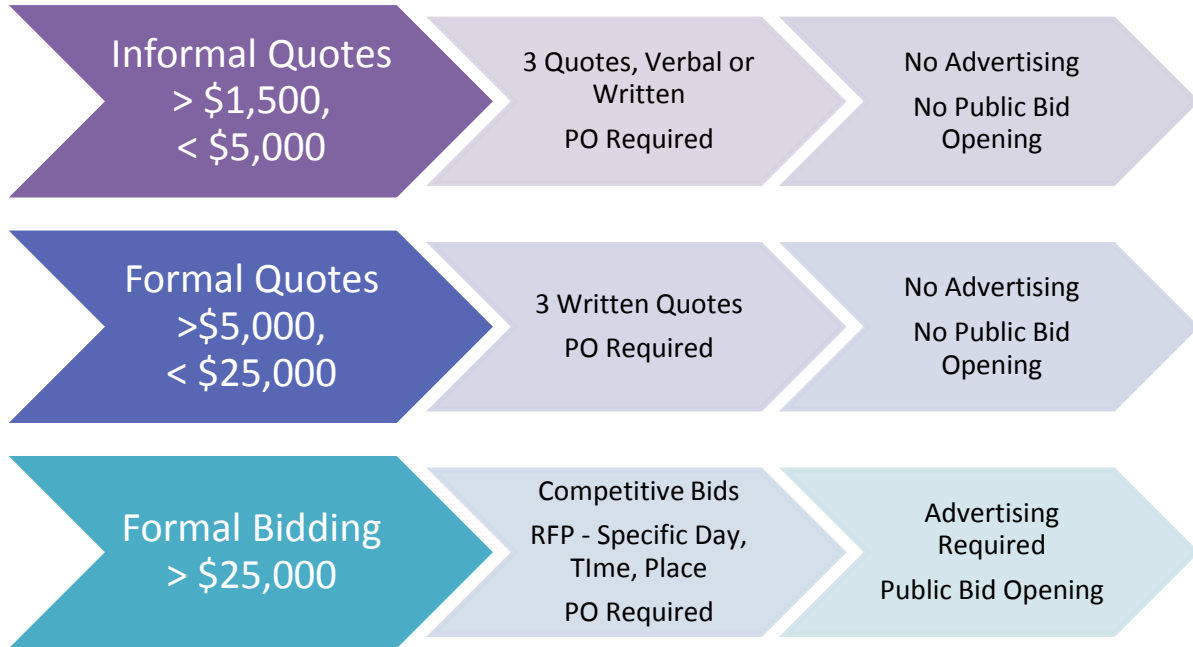 Informal Quotes
> $1,500,
< $5,000
3 Quotes, Verbal or
Written
PO Required
No Advertising
No Public Bid
Opening
Formal Quotes
>$5,000,
< $25,000
3 Written Quotes
PO Required
No Advertising
No Public Bid
Opening
Formal Bidding
> $25,000
Competitive Bids
RFP - Specific Day,
TIme, Place
PO Required
Advertising
Required
Public Bid Opening